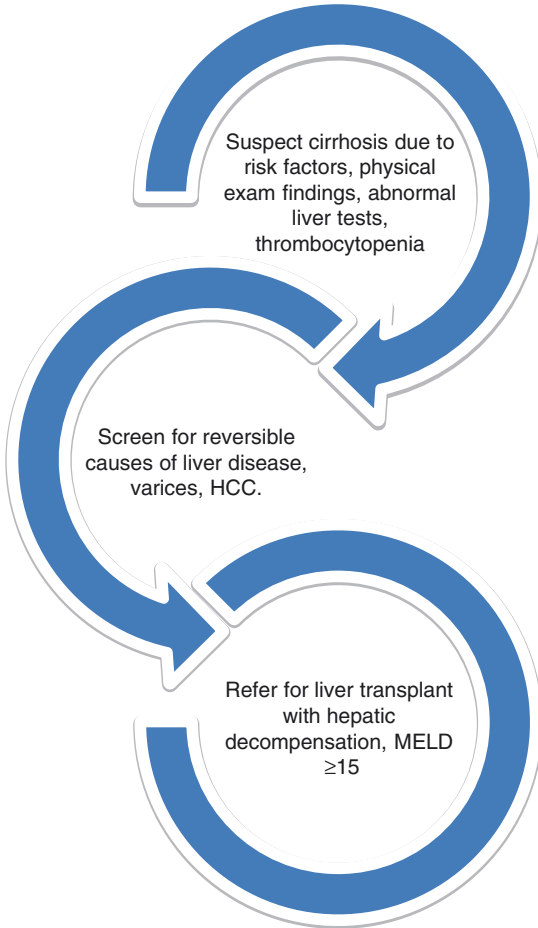 Suspect cirrhosis due to
risk factors, physical
exam findings, abnormal
liver tests,
thrombocytopenia
Screen for reversible
causes of liver disease,
varices, HCC.
Refer for liver transplant
with hepatic
decompensation, MELD
≥15